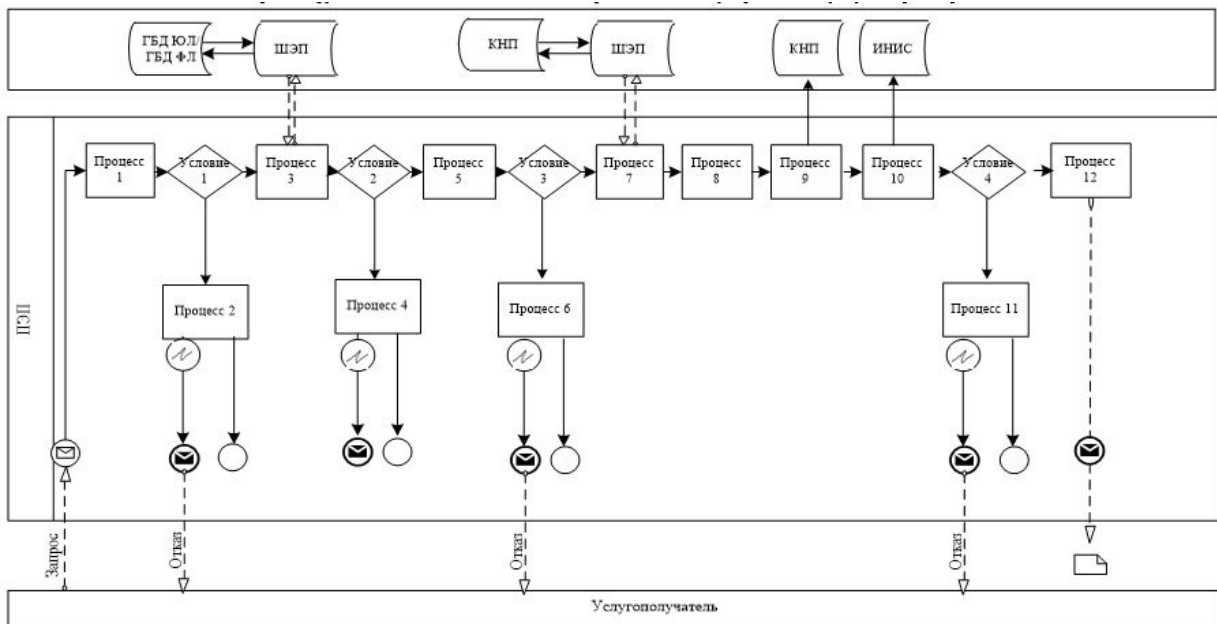 ГБД ЮЛ/
ГБД ФЛ
ШЭП
КНП
ШЭП
КНП
ИНИС
Процесс
1
Условие
1
Процесс
3
Условие
2
Процесс
5
Условие
3
Процесс
7
Процесс
8
Процесс
9
Процесс
10
Условие
4
Процесс
12
Процесс 2
Процесс 4
Процесс 6
Процесс 11
Запрос
Отказ
Отказ
Отказ
Услугополучатель